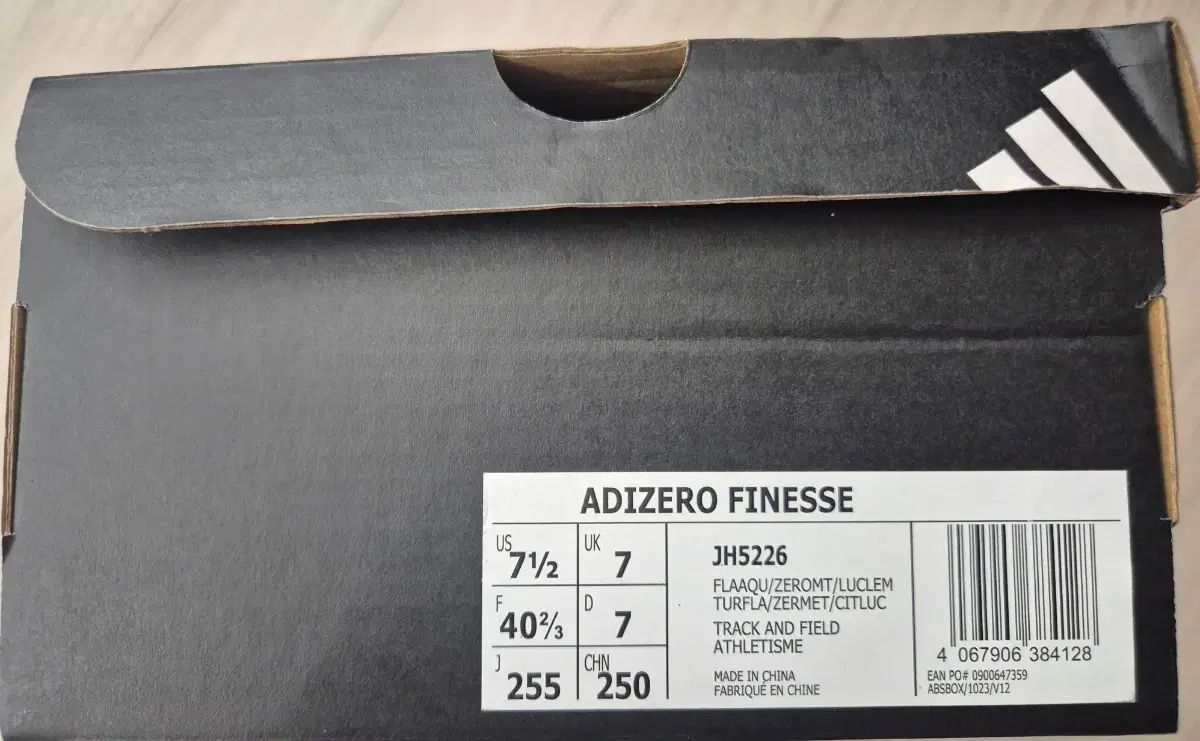 ADIZERO FINESSE
US 7½ UK 7
F 40⅔ D 7
J 255 CHN 250
JH5226
FLAAQU/ZEROMT/LUCLEM
TURFLA/ZERMET/CITLUC
TRACK AND FIELD
ATHLETISME
MADE IN CHINA
FABRIQUÉ EN CHINE
4 067906 384128
EAN PO# 0900647359
ABSBOX/1023/V12